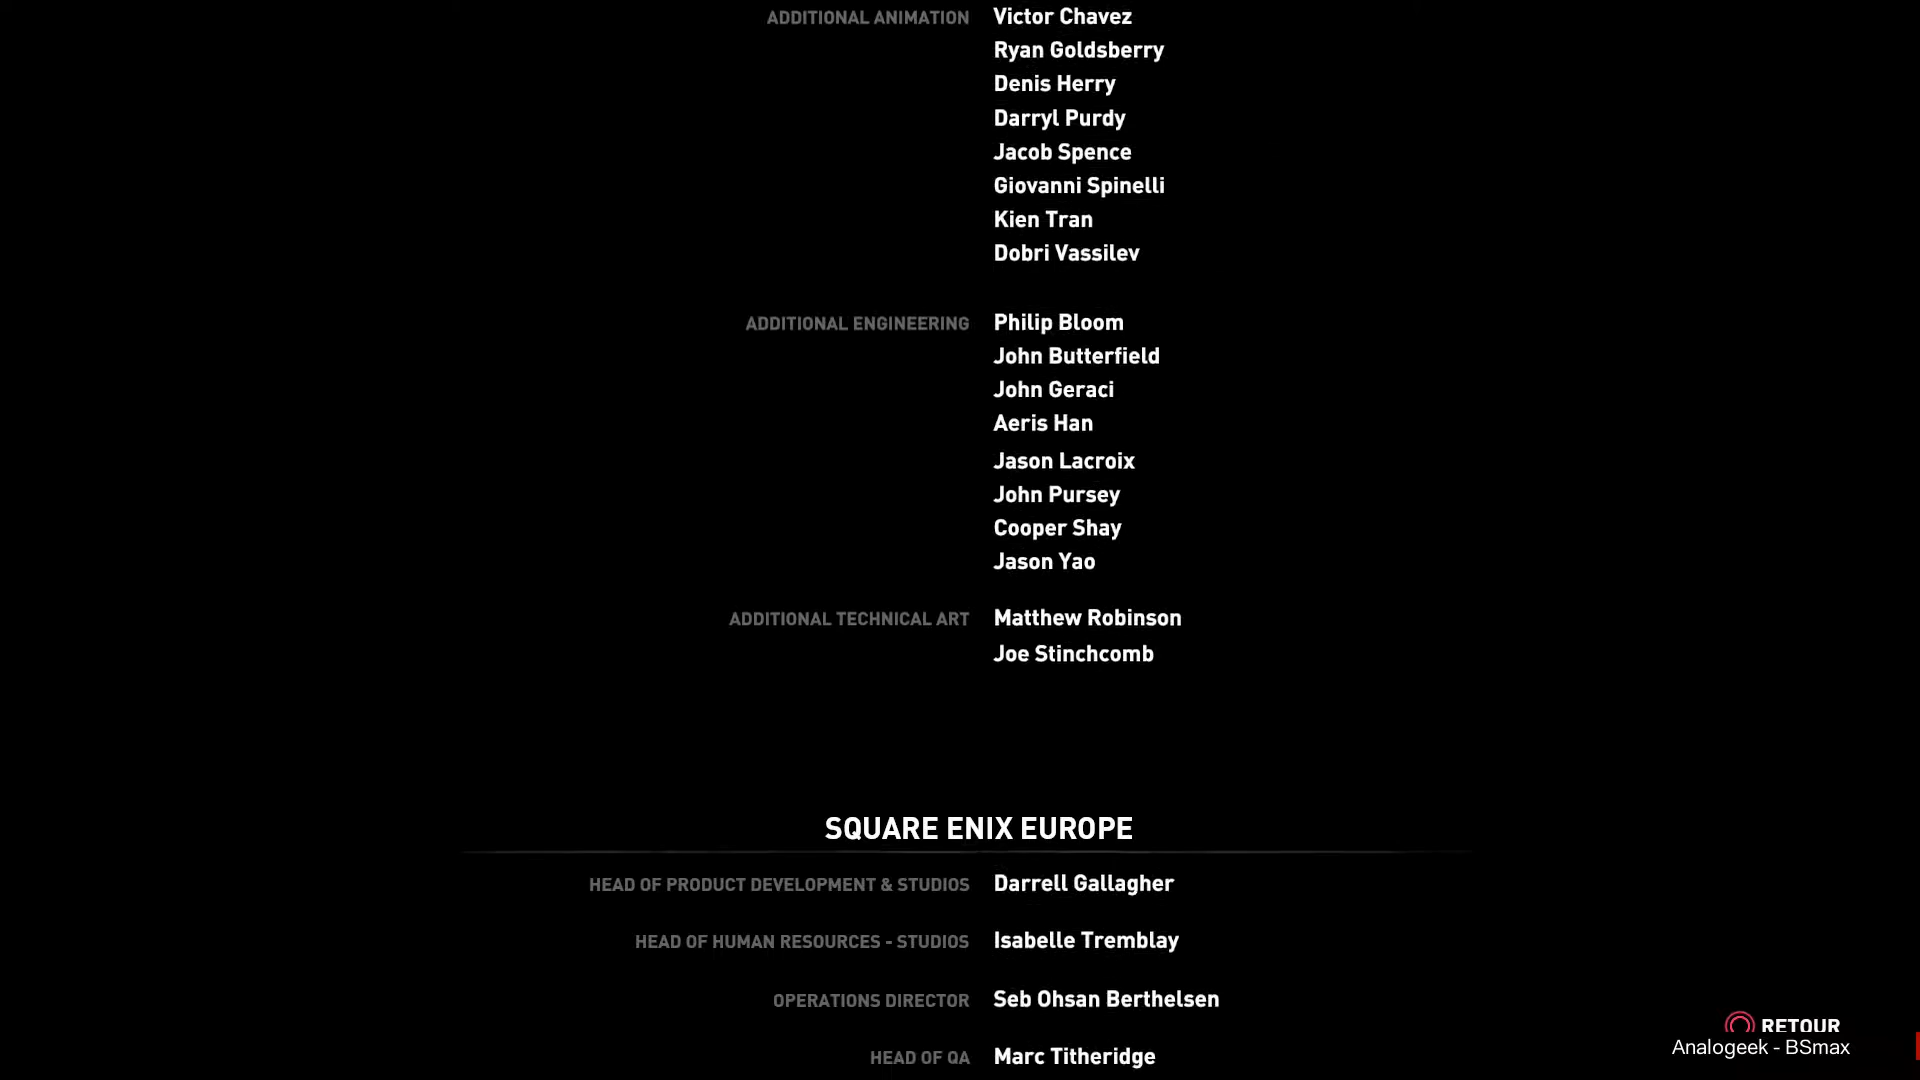 ADDITIONAL ANIMATION Victor Chavez
Ryan Goldsberry
Denis Herry
Darryl Purdy
Jacob Spence
Giovanni Spinelli
Kien Tran
Dobri Vassilev
ADDITIONAL ENGINEERING Philip Bloom
John Butterfield
John Geraci
Aeris Han
Jason Lacroix
John Pursey
Cooper Shay
Jason Yao
ADDITIONAL TECHNICAL ART Matthew Robinson
Joe Stinchcomb
SQUARE ENIX EUROPE
HEAD OF PRODUCT DEVELOPMENT & STUDIOS Darrell Gallagher
HEAD OF HUMAN RESOURCES - STUDIOS Isabelle Tremblay
OPERATIONS DIRECTOR Seb Ohsan Berthelsen
HEAD OF QA Marc Titheridge
RETOUR
Analogeek - BSmax